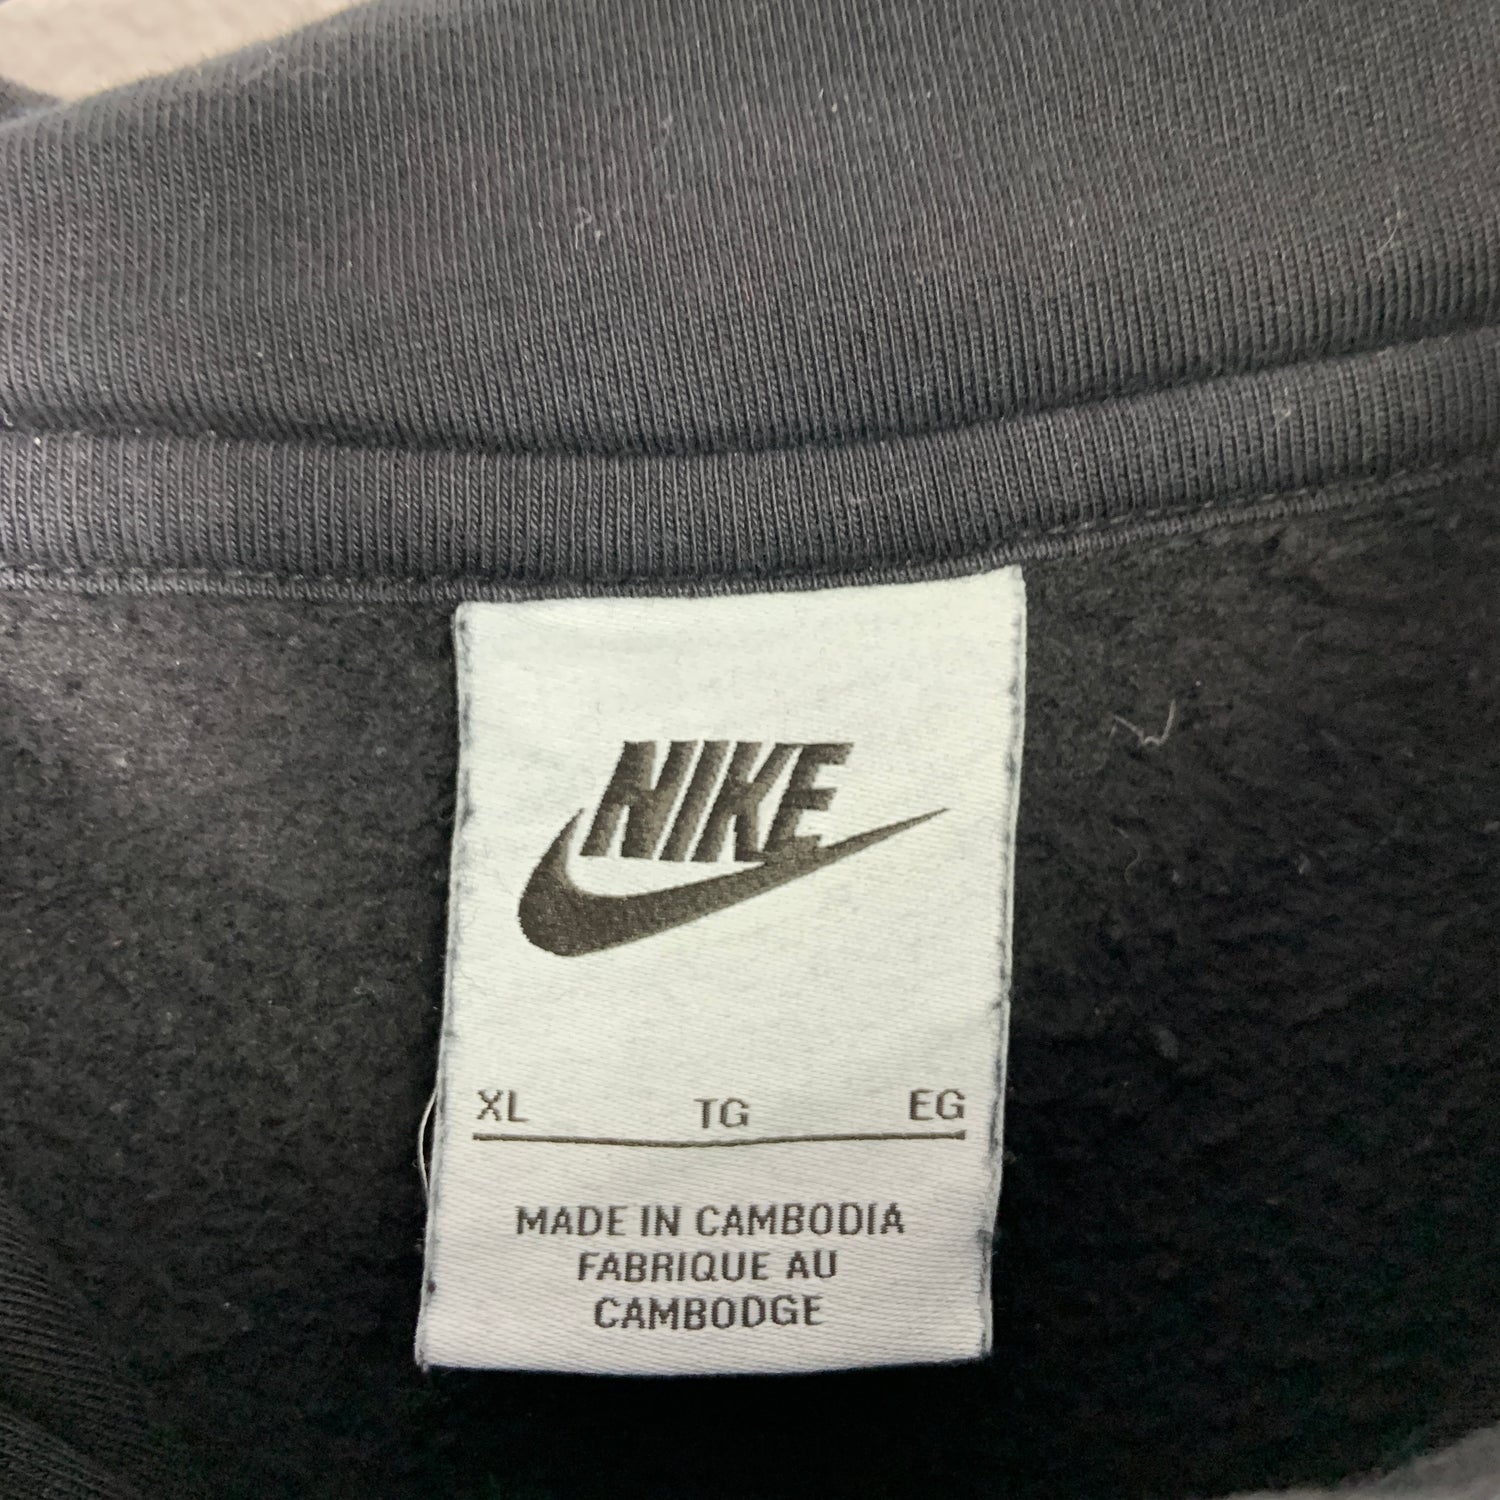 NIKE
XL TG EG
MADE IN CAMBODIA
FABRIQUE AU
CAMBODGE